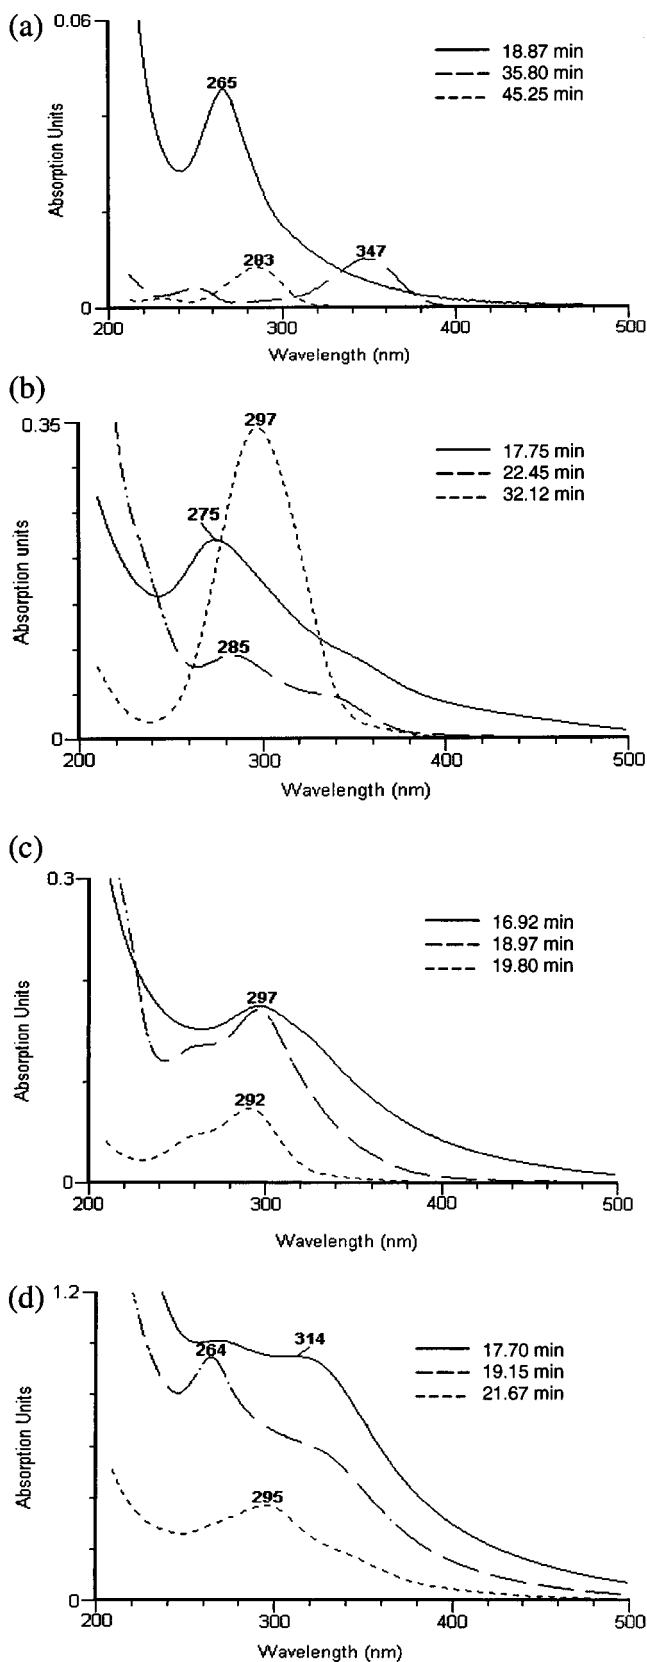 (a)
0.06
18.87 min
35.80 min
45.25 min
265
283
347
Absorption Units
0
200
300
400
500
Wavelength (nm)
(b)
0.35
297
17.75 min
22.45 min
32.12 min
275
285
Absorption units
0
200
300
400
500
Wavelength (nm)
(c)
0.3
16.92 min
18.97 min
19.80 min
297
292
Absorption Units
0
200
300
400
500
Wavelength (nm)
(d)
1.2
314
264
17.70 min
19.15 min
21.67 min
295
Absorption Units
0
200
300
400
500
Wavelength (nm)